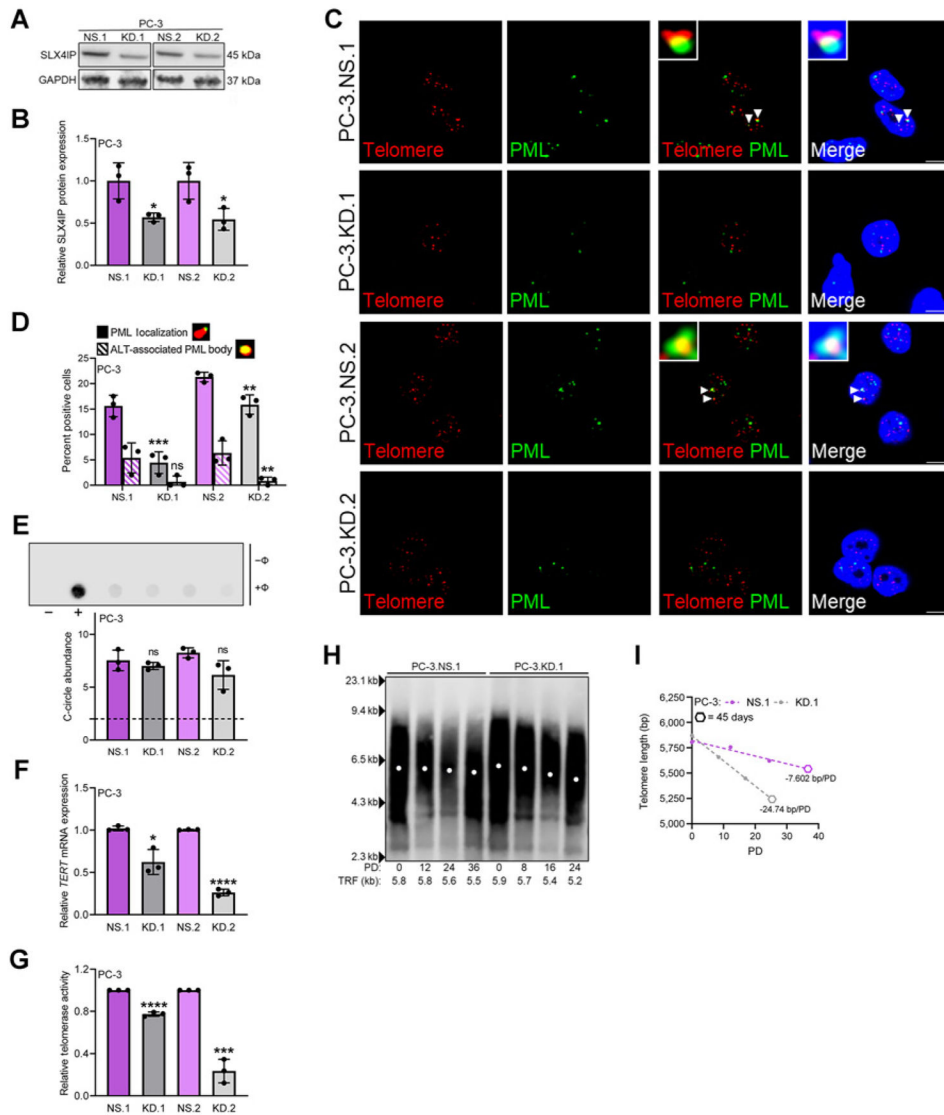 A
PC-3
NS.1 KD.1 NS.2 KD.2
SLX4IP 45 kDa
GAPDH 37 kDa
B
PC-3
Relative SLX4IP protein expression
1.5
1.0
0.5
0.0
* *
NS.1 KD.1 NS.2 KD.2
C
PC-3.NS.1
Telomere PML Telomere PML Merge
PC-3.KD.1
Telomere PML Telomere PML Merge
PC-3.NS.2
Telomere PML Telomere PML Merge
PC-3.KD.2
Telomere PML Telomere PML Merge
D
PML localization
ALT-associated PML body
PC-3
Percent positive cells
25
20
15
10
5
0
*** ns ** **
NS.1 KD.1 NS.2 KD.2
E
−Φ
+Φ
− +
PC-3
C-circle abundance
10
5
0
ns ns
NS.1 KD.1 NS.2 KD.2
F
PC-3
Relative TERT mRNA expression
1.5
1.0
0.5
0.0
* ****
NS.1 KD.1 NS.2 KD.2
G
PC-3
Relative telomerase activity
1.2
0.8
0.4
0.0
**** ***
NS.1 KD.1 NS.2 KD.2
H
PC-3.NS.1 PC-3.KD.1
23.1 kb
9.4 kb
6.5 kb
4.3 kb
2.3 kb
PD: 0 12 24 36 0 8 16 24
TRF (kb) 5.8 5.8 5.6 5.5 5.9 5.7 5.4 5.2
I
PC-3: NS.1 KD.1
= 45 days
Telomere length (bp)
6,250
6,000
5,750
5,500
5,250
5,000
-7.602 bp/PD
-24.74 bp/PD
0 10 20 30 40
PD